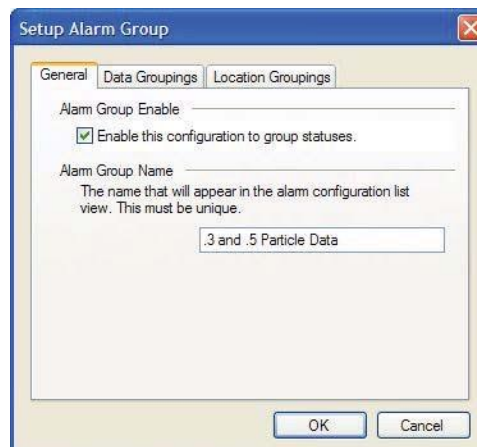 Setup Alarm Group
General
Data Groupings
Location Groupings
Alarm Group Enable
Enable this configuration to group statuses.
Alarm Group Name
The name that will appear in the alarm configuration list
view. This must be unique.
.3 and .5 Particle Data
OK
Cancel